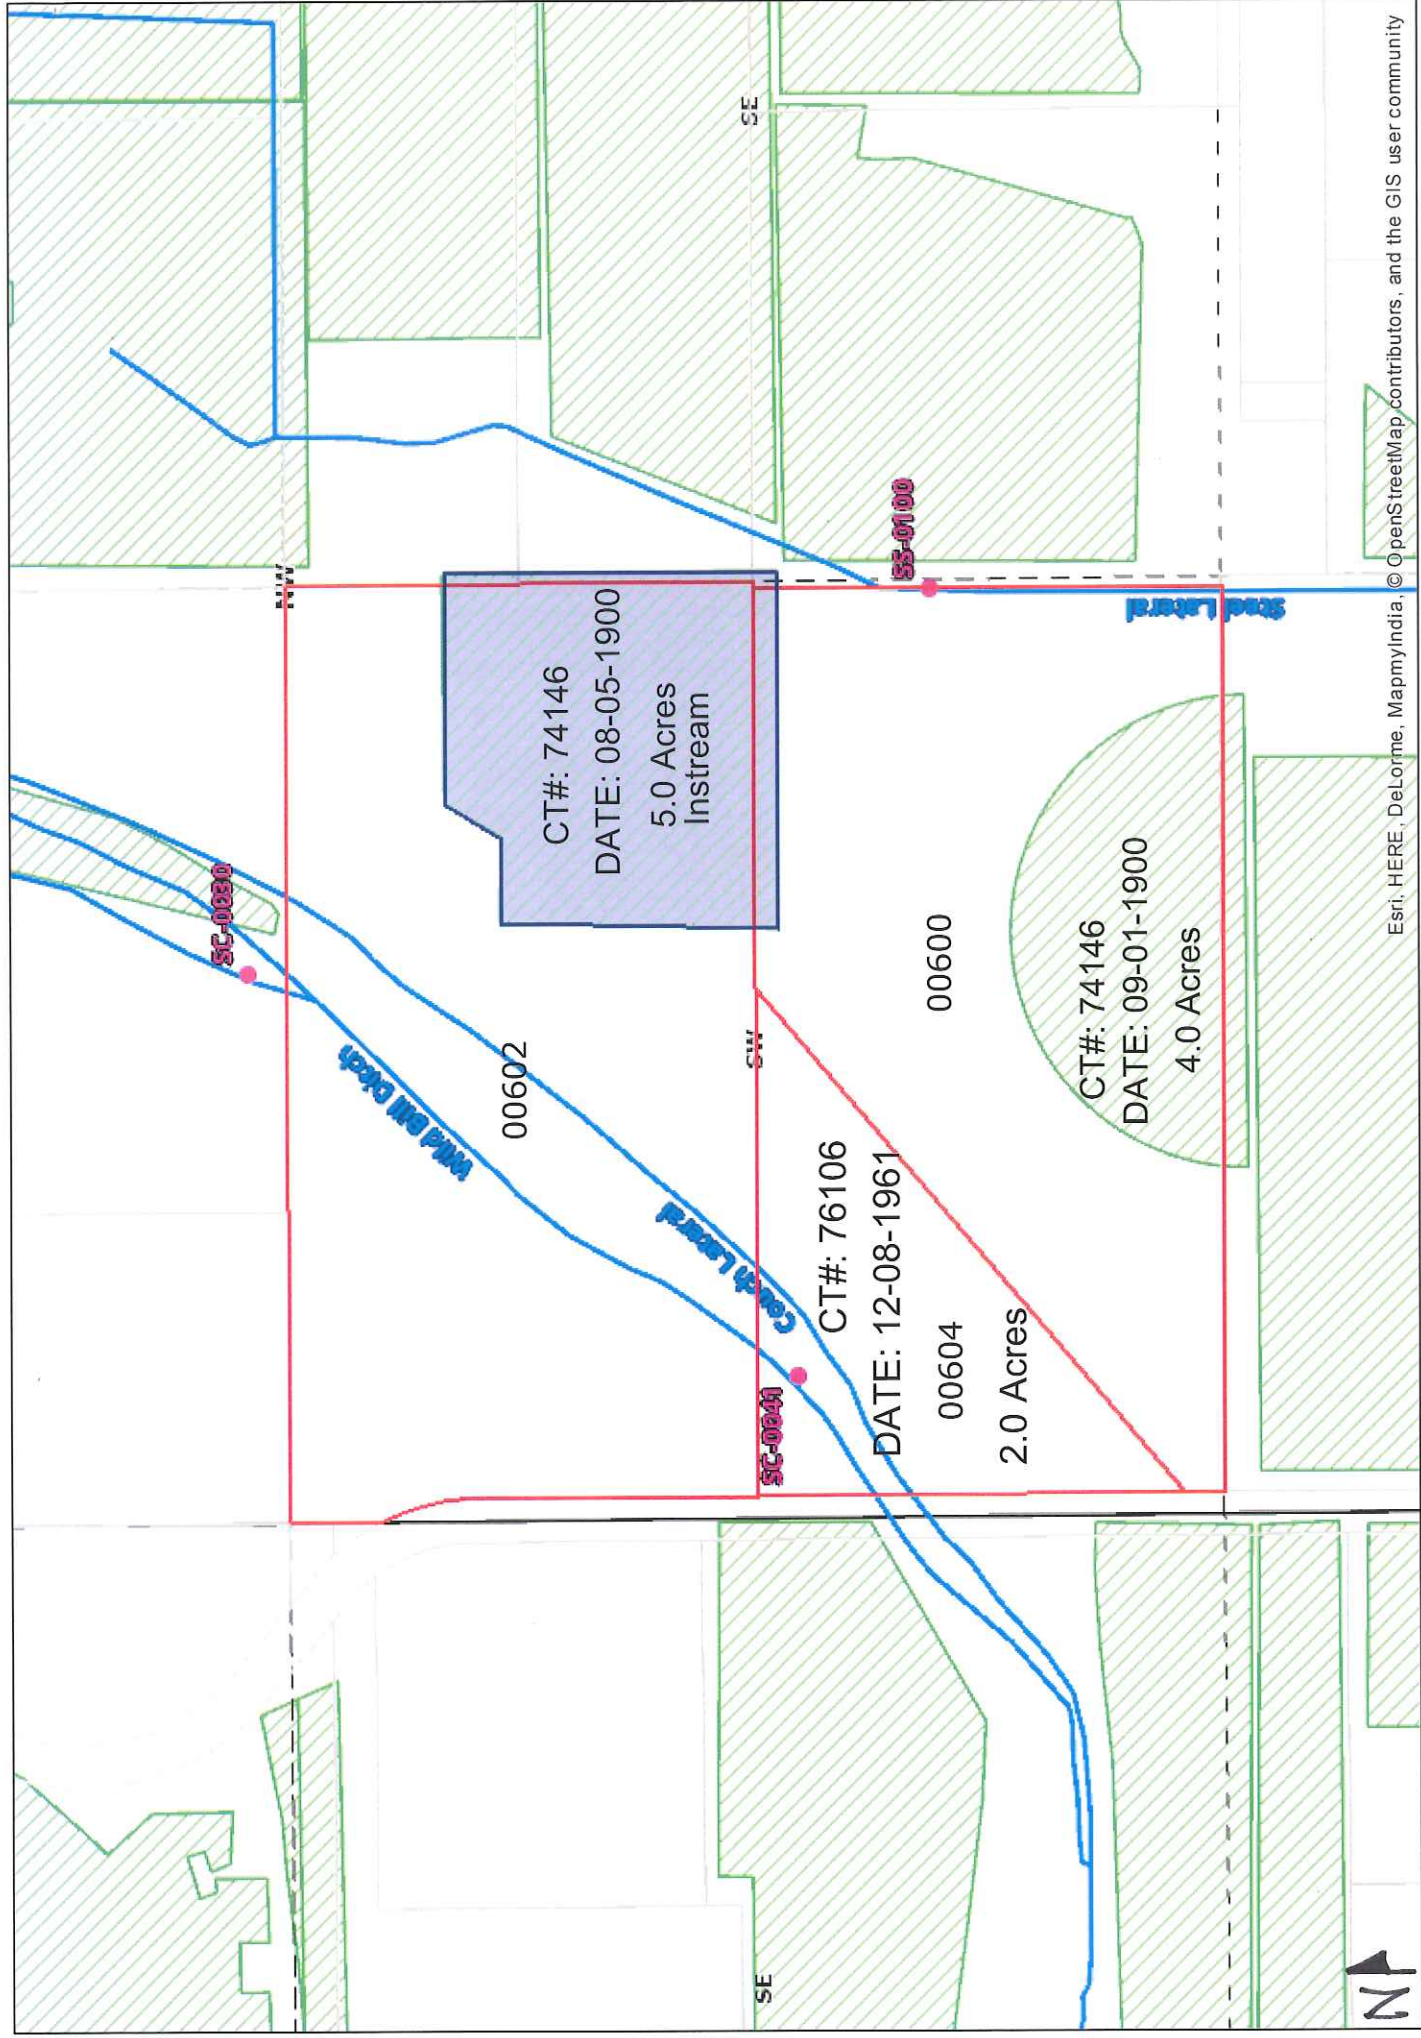 NW
SE
SC-0030
SS-0100
CT#: 74146
DATE: 08-05-1900
5.0 Acres
Instream
Steel Lateral
Wild Bill Ditch
00602
SW
00600
Couch Lateral
CT#: 74146
DATE: 09-01-1900
4.0 Acres
CT#: 76106
DATE: 12-08-1961
00604
2.0 Acres
SC-0041
SE
N
Esri, HERE, DeLorme, MapmyIndia, © OpenStreetMap contributors, and the GIS user community